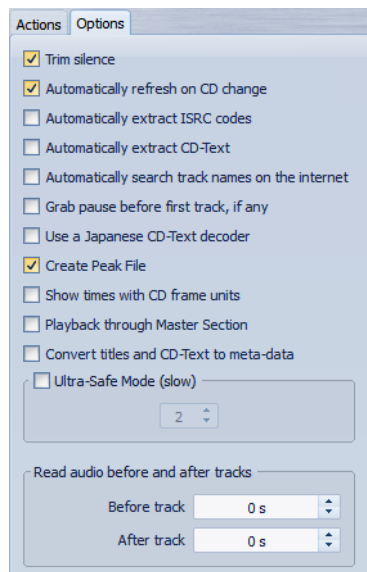 Actions Options
Trim silence
Automatically refresh on CD change
Automatically extract ISRC codes
Automatically extract CD-Text
Automatically search track names on the internet
Grab pause before first track, if any
Use a Japanese CD-Text decoder
Create Peak File
Show times with CD frame units
Playback through Master Section
Convert titles and CD-Text to meta-data
Ultra-Safe Mode (slow)
2
Read audio before and after tracks
Before track 0 s
After track 0 s